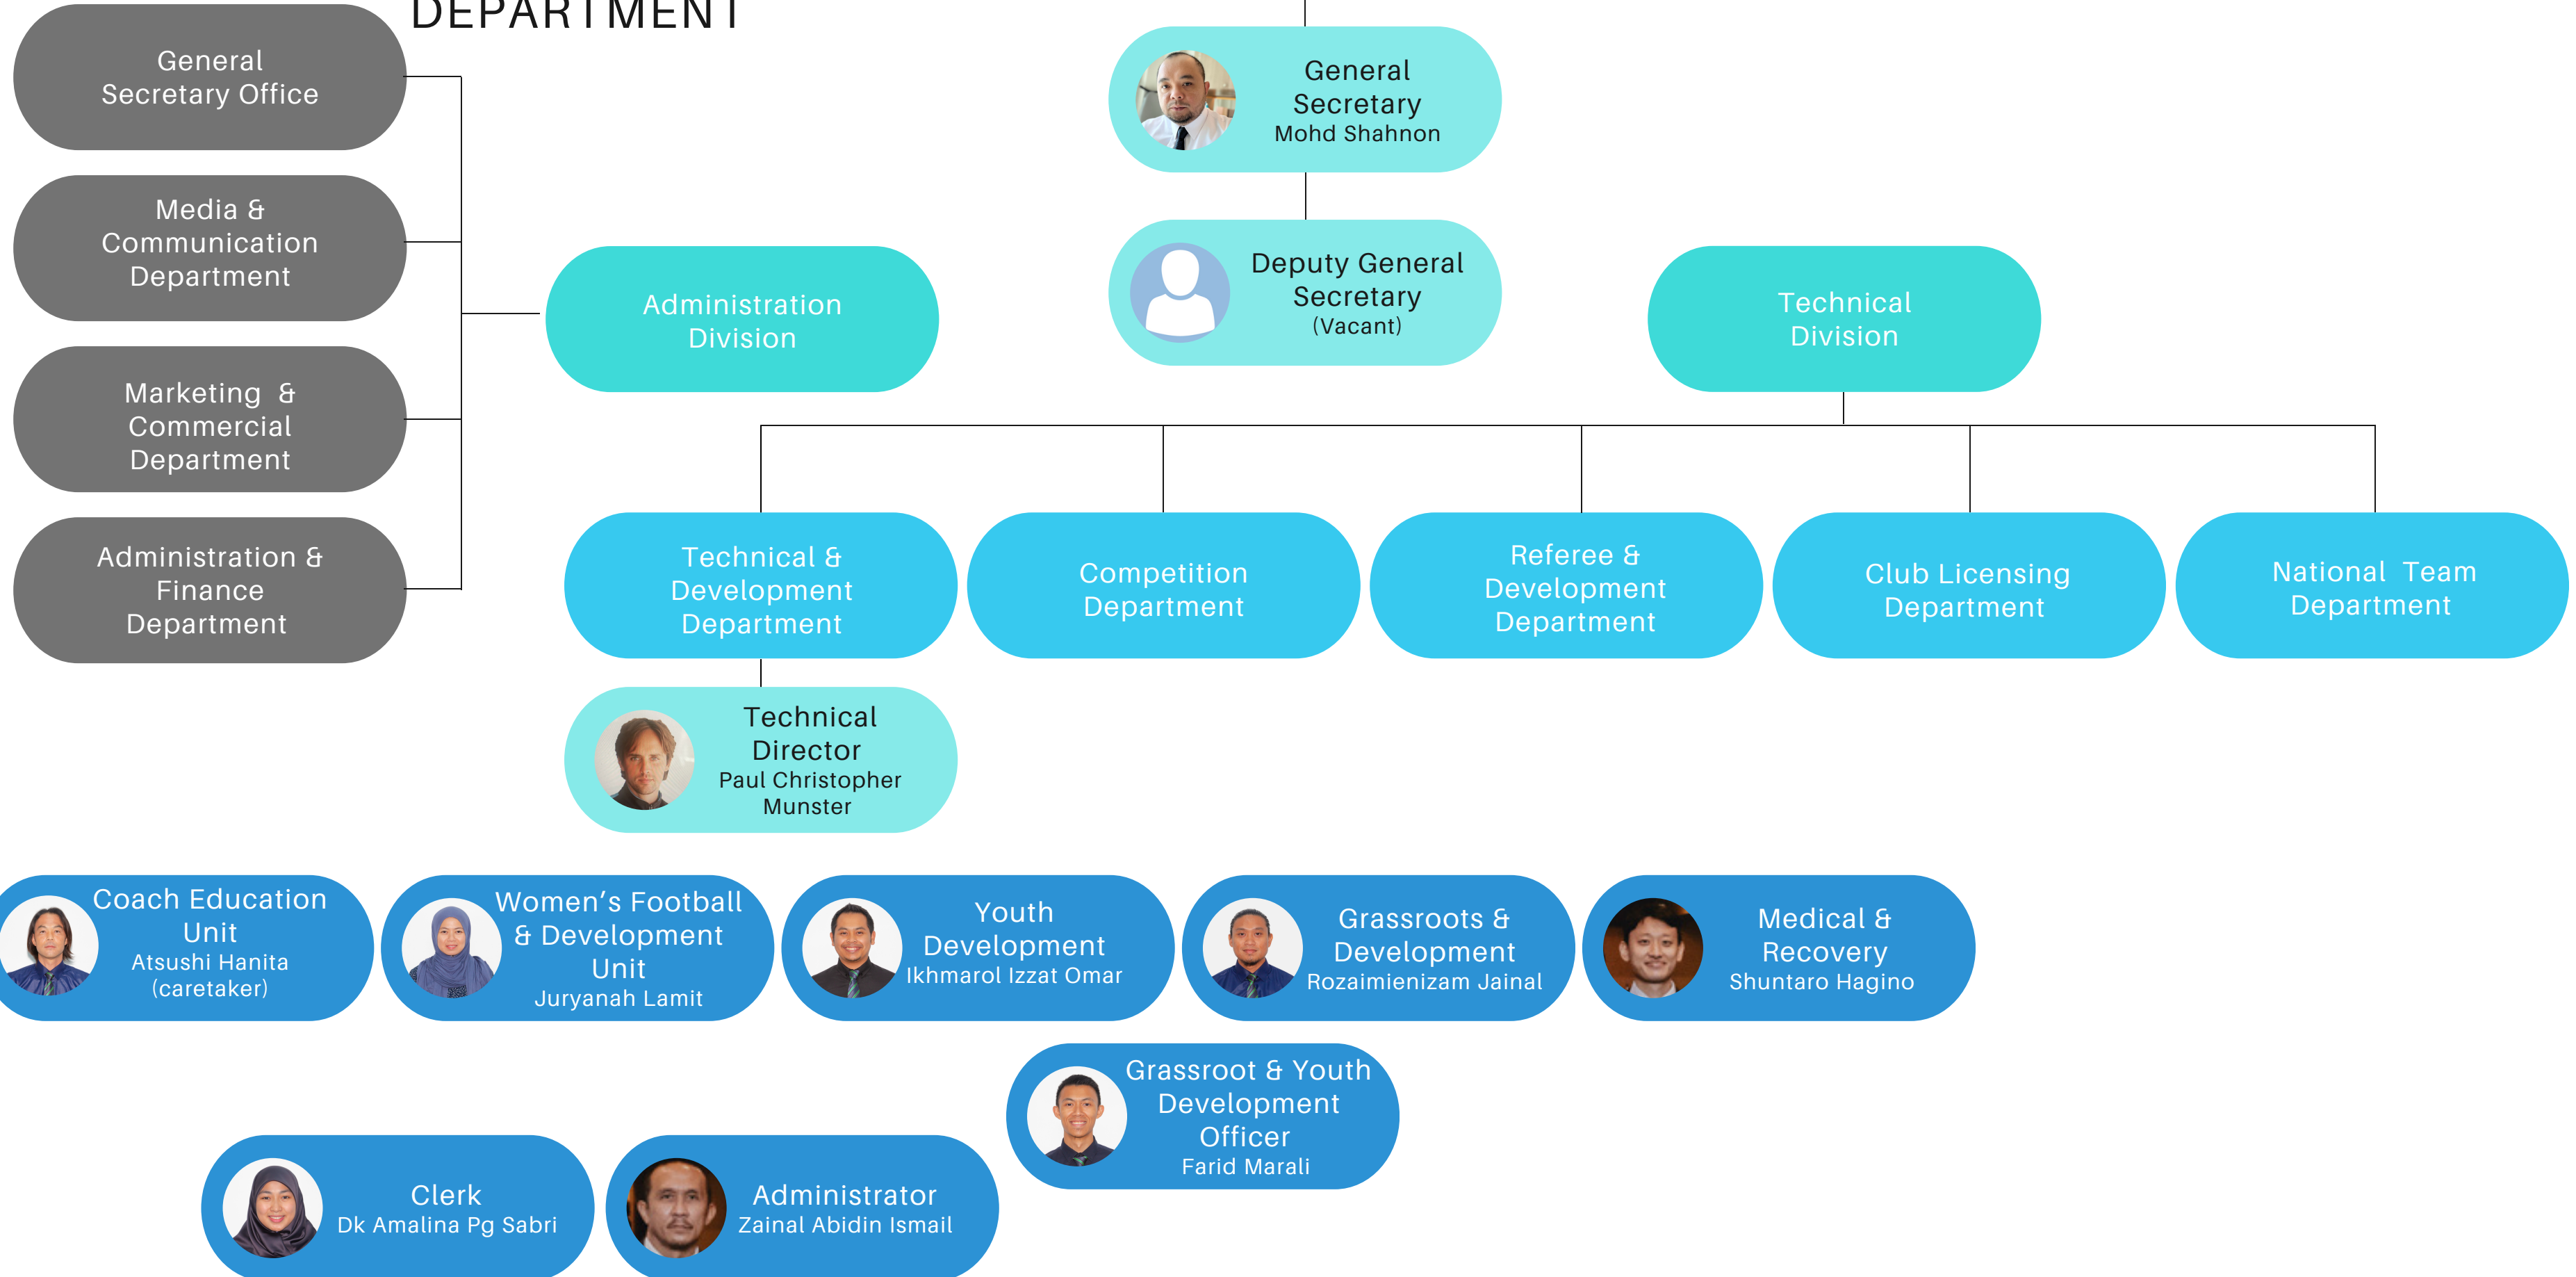 DEPARTMENT
General
Secretary Office
Media &
Communication
Department
Marketing &
Commercial
Department
Administration &
Finance
Department
Administration
Division
General
Secretary
Mohd Shahnon
Deputy General
Secretary
(Vacant)
Technical
Division
Technical &
Development
Department
Competition
Department
Referee &
Development
Department
Club Licensing
Department
National Team
Department
Technical
Director
Paul Christopher
Munster
Coach Education
Unit
Atsushi Hanita
(caretaker)
Women's Football
& Development
Unit
Juryanah Lamit
Youth
Development
Ikhmarol Izzat Omar
Grassroots &
Development
Rozaimienizam Jainal
Medical &
Recovery
Shuntaro Hagino
Grassroot & Youth
Development
Officer
Farid Marali
Clerk
Dk Amalina Pg Sabri
Administrator
Zainal Abidin Ismail